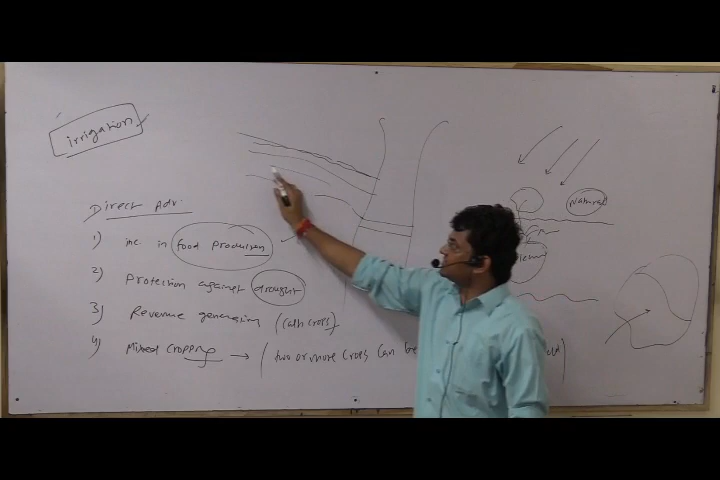 irrigation
Direct Adv.
1) inc. in food production
2) Protection against drought
3) Revenue generating (cash crops)
4) Mixed Cropping → (two or more crops can be
Natural